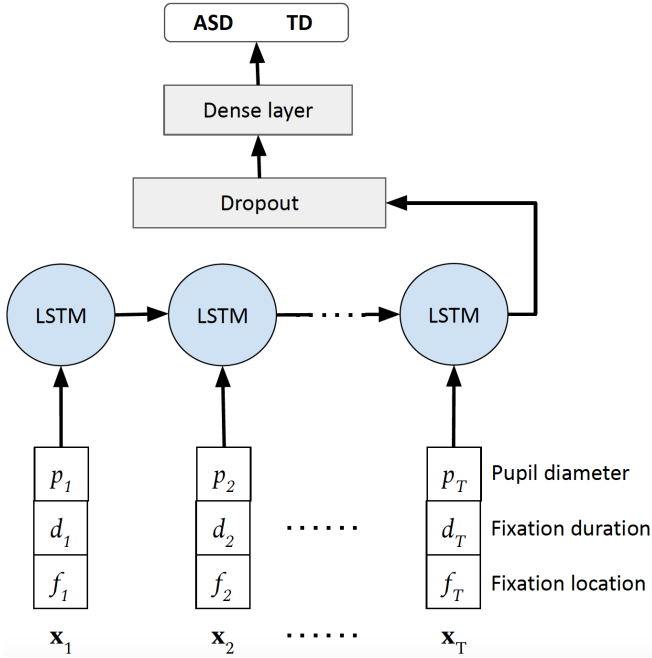 ASD TD
Dense layer
Dropout
LSTM LSTM ..... LSTM
p1 p2 pT Pupil diameter
d1 d2 ...... dT Fixation duration
f1 f2 fT Fixation location
x1 x2 ...... xT